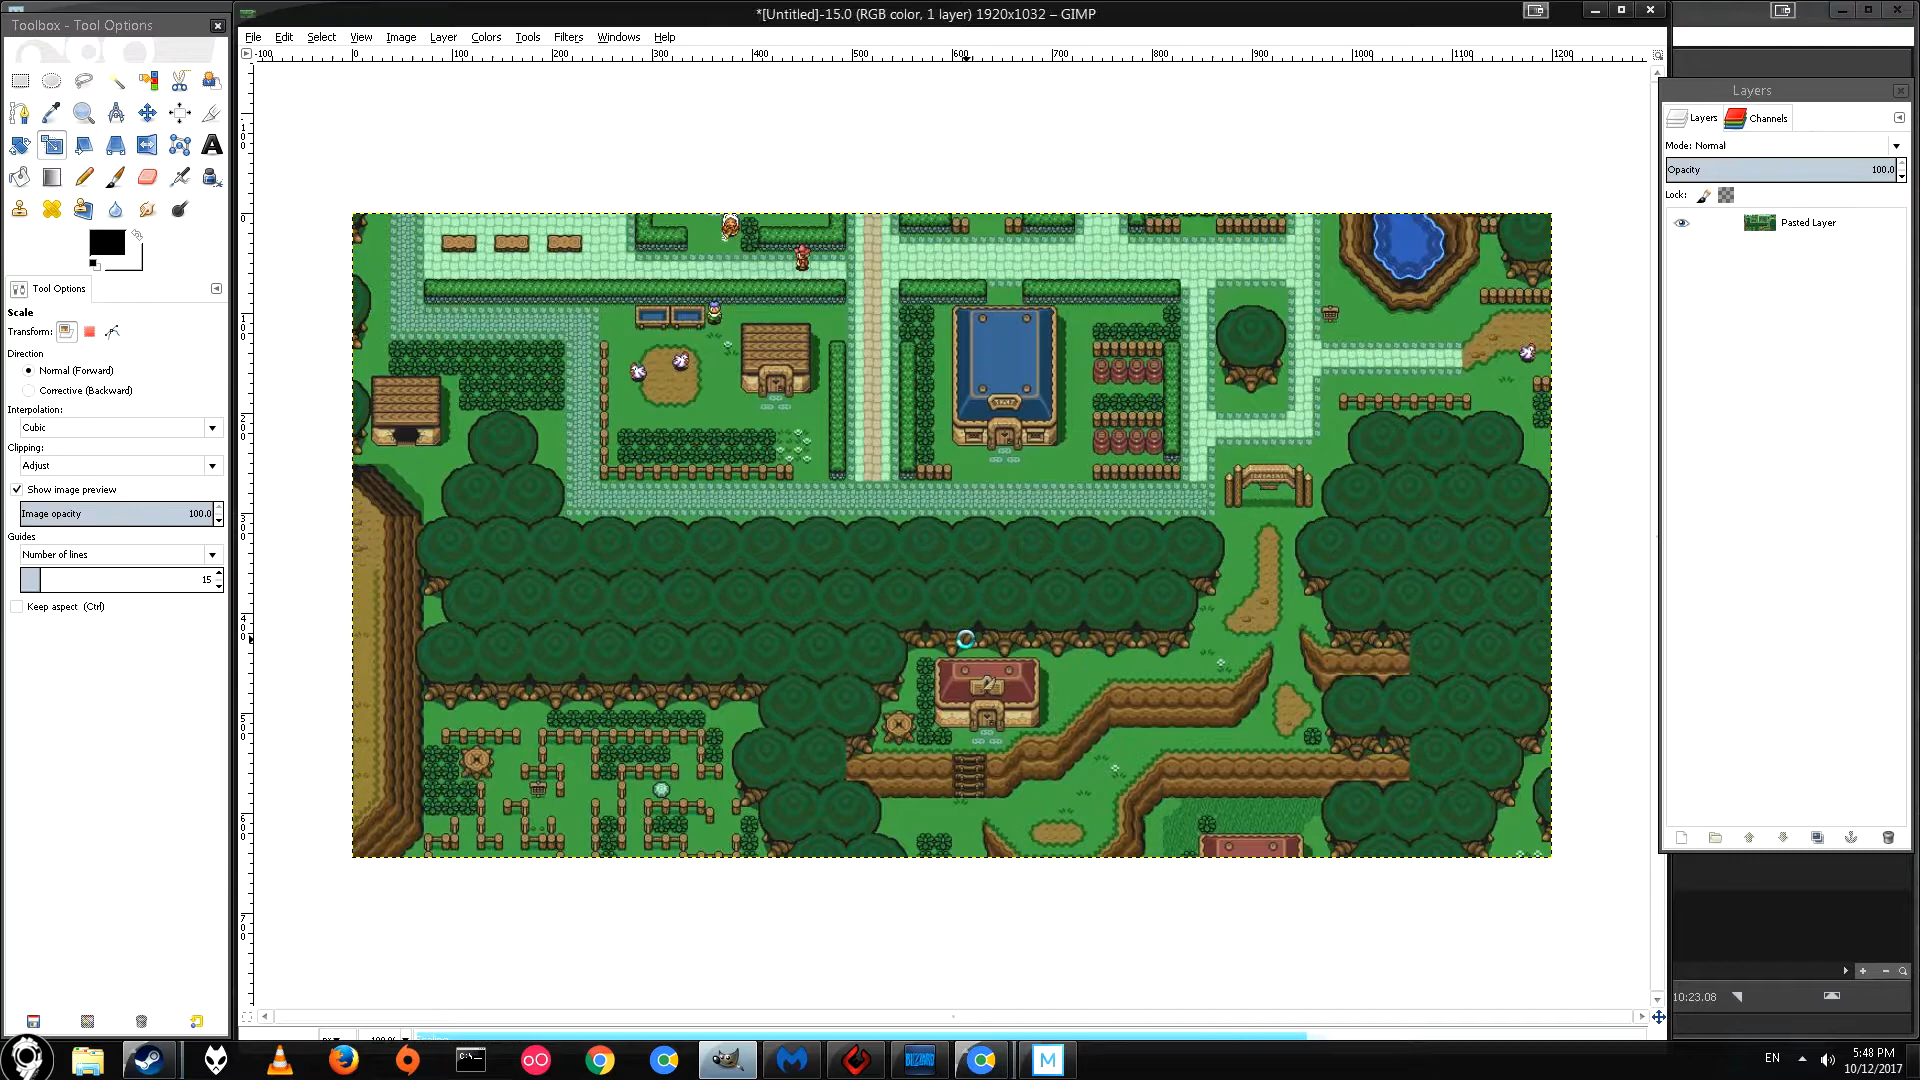 Toolbox - Tool Options
*[Untitled]-15.0 (RGB color, 1 layer) 1920x1032 – GIMP
File Edit Select View Image Layer Colors Tools Filters Windows Help
-100 0 100 200 300 400 500 600 700 800 900 1000 1100 1200
Layers
Layers Channels
Mode: Normal
Opacity 100.0
Lock:
Pasted Layer
Tool Options
Scale
Transform:
Direction
Normal (Forward)
Corrective (Backward)
Interpolation:
Cubic
Clipping:
Adjust
Show image preview
Image opacity 100.0
Guides
Number of lines
15
Keep aspect (Ctrl)
10:23.08
BLIZZARD
M
EN
5:48 PM
10/12/2017